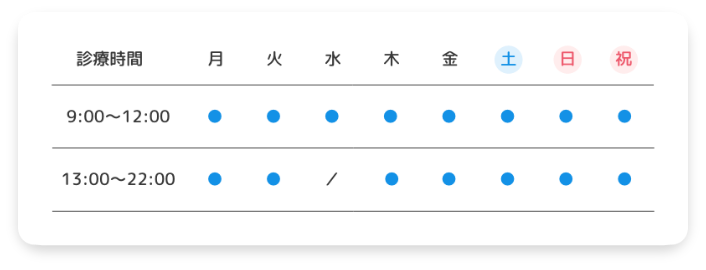 診療時間 月 火 水 木 金 土 日 祝
9:00〜12:00 ● ● ● ● ● ● ● ●
13:00〜22:00 ● ● / ● ● ● ● ●